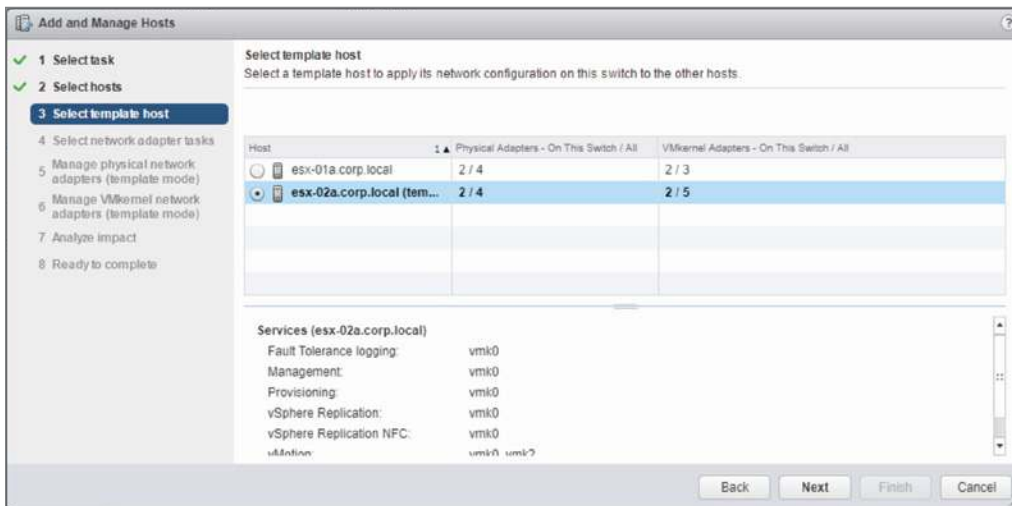 Add and Manage Hosts
?
1 Select task
2 Select hosts
3 Select template host
4 Select network adapter tasks
5 Manage physical network
adapters (template mode)
6 Manage VMkernel network
adapters (template mode)
7 Analyze impact
8 Ready to complete
Select template host
Select a template host to apply its network configuration on this switch to the other hosts.
Host 1 ▲ Physical Adapters - On This Switch / All VMkernel Adapters - On This Switch / All
esx-01a.corp.local 2 / 4 2 / 3
esx-02a.corp.local (tem... 2 / 4 2 / 5
Services (esx-02a.corp.local)
Fault Tolerance logging: vmk0
Management: vmk0
Provisioning: vmk0
vSphere Replication: vmk0
vSphere Replication NFC: vmk0
vMotion: vmk0, vmk2
Back Next Finish Cancel